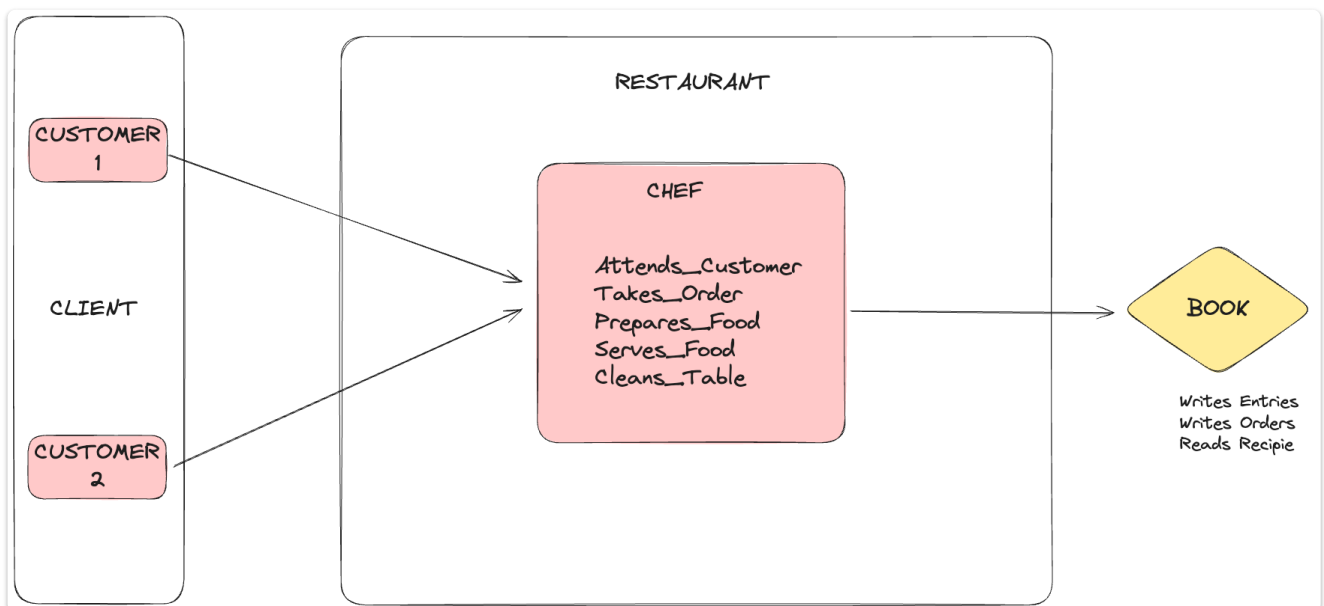 RESTAURANT
CUSTOMER
1
CLIENT
CUSTOMER
2
CHEF
Attends_Customer
Takes_Order
Prepares_Food
Serves_Food
Cleans_Table
BOOK
Writes Entries
Writes Orders
Reads Recipie